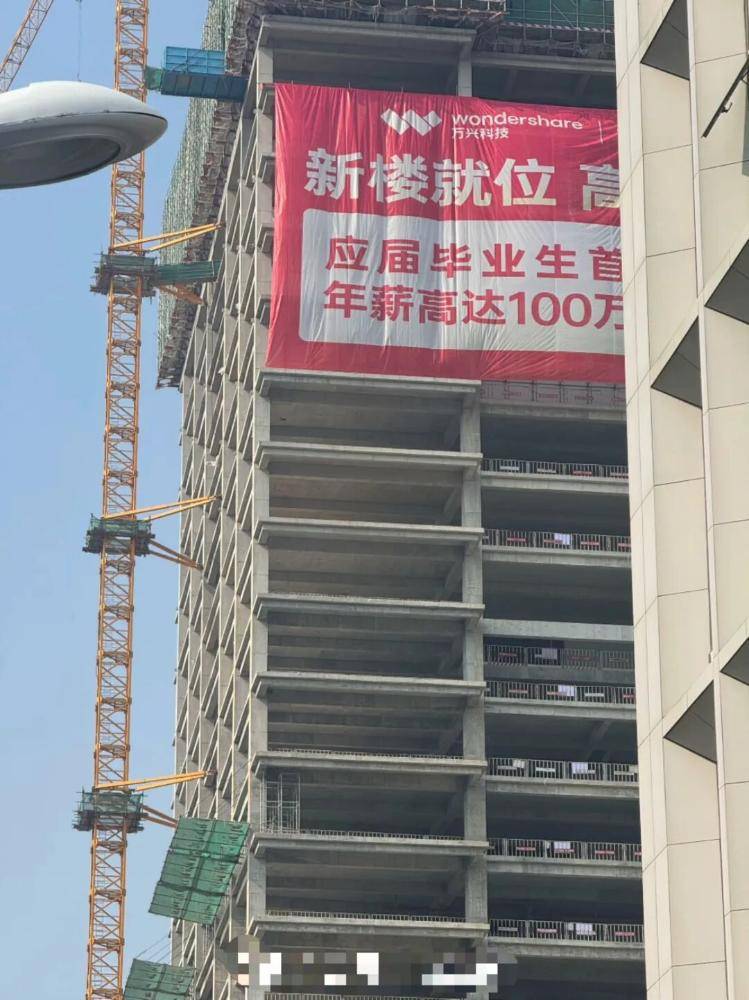 wondershare
万兴科技
新楼就位 高
应届毕业生首
年薪高达100万